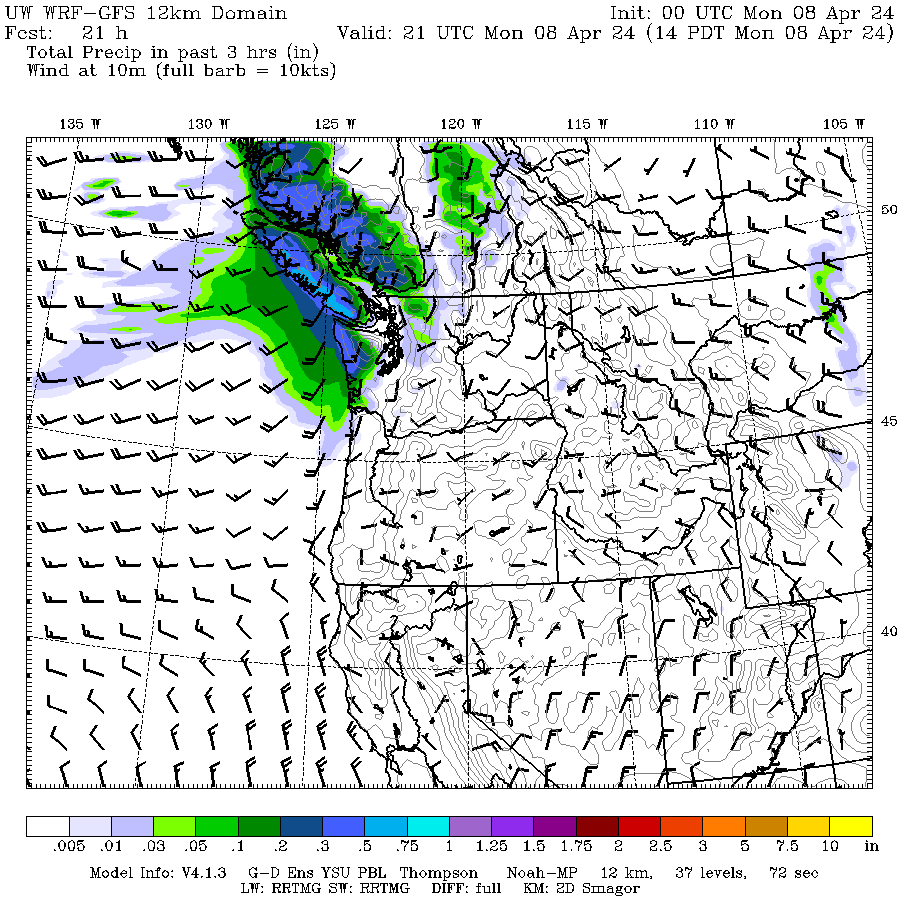 UW WRF-GFS 12km Domain Init: 00 UTC Mon 08 Apr 24
Fcst: 21 h Valid: 21 UTC Mon 08 Apr 24 (14 PDT Mon 08 Apr 24)
Total Precip in past 3 hrs (in)
Wind at 10m (full barb = 10kts)
135 W 130 W 125 W 120 W 115 W 110 W 105 W
50
45
40
.005 .01 .03 .05 .1 .2 .3 .5 .75 1 1.25 1.5 1.75 2 2.5 3 5 7.5 10 in
Model Info: V4.1.3 G-D Ens YSU PBL Thompson Noah-MP 12 km, 37 levels, 72 sec
LW: RRTMG SW: RRTMG DIFF: full KM: 2D Smagor